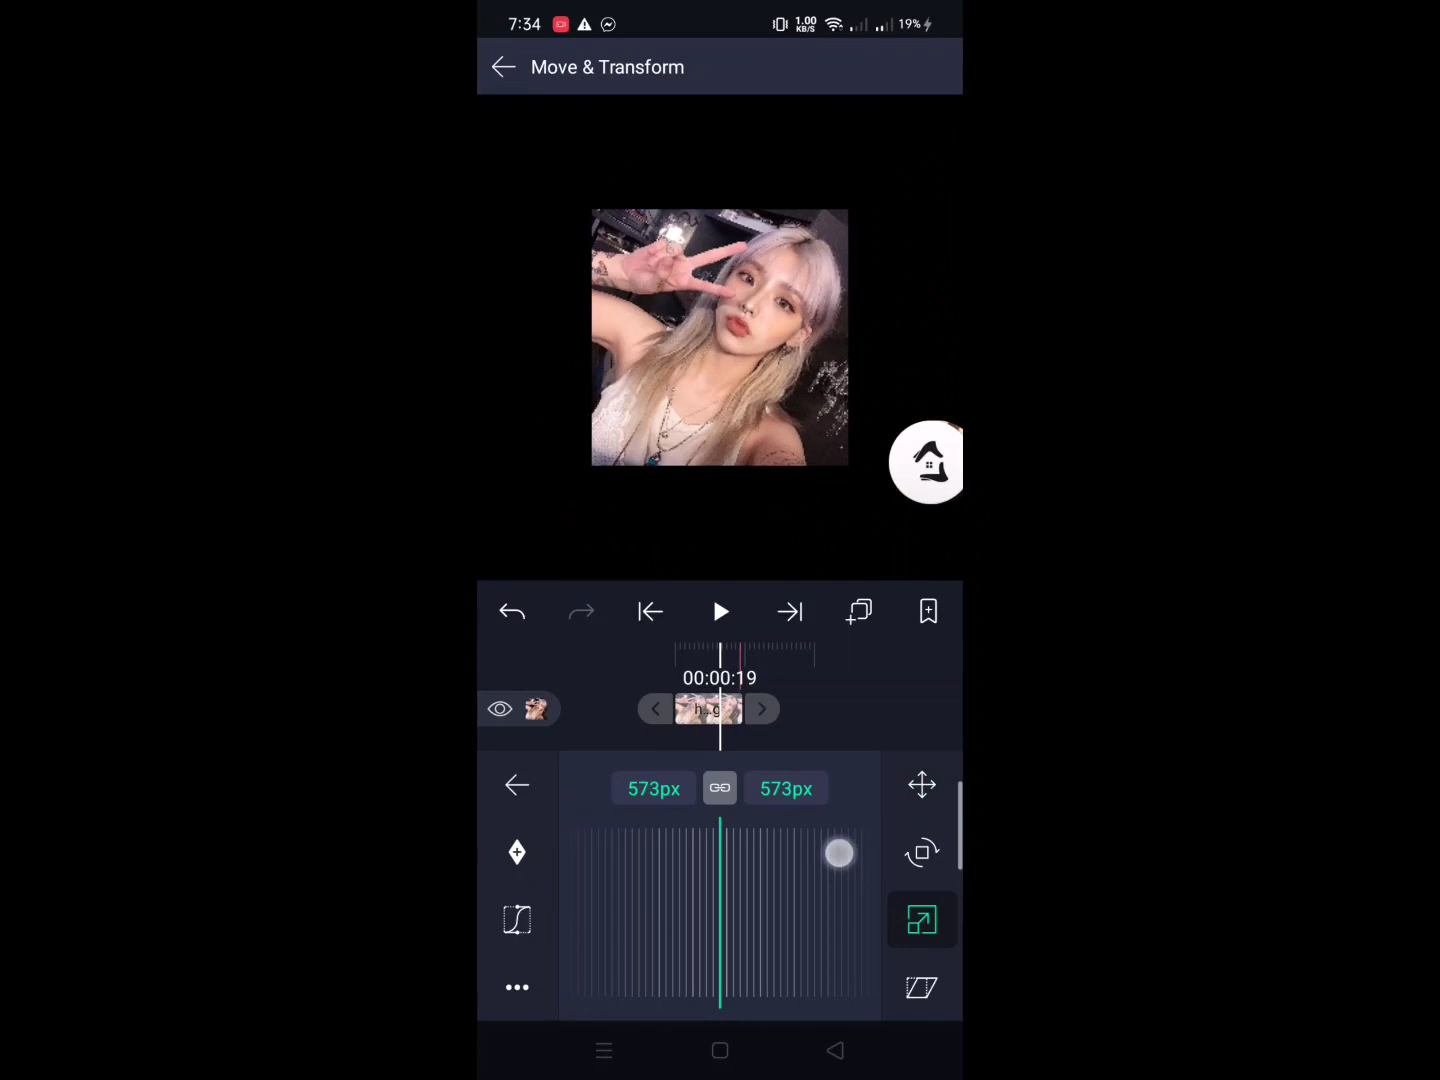 7:34 1.00 KB/S 19%
Move & Transform
00:00:19
h...g
573px 573px